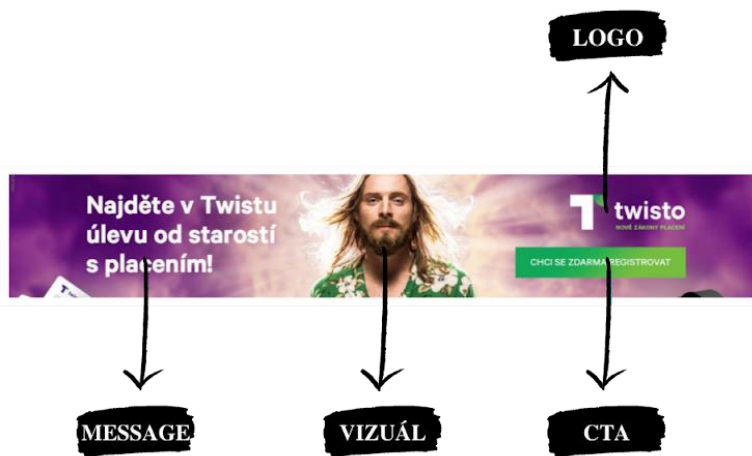 LOGO
Najděte v Twistu
úlevu od starostí
s placením!
twisto
NOVÉ ZÁKONY PLACENÍ
CHCI SE ZDARMA REGISTROVAT
MESSAGE
VIZUÁL
CTA